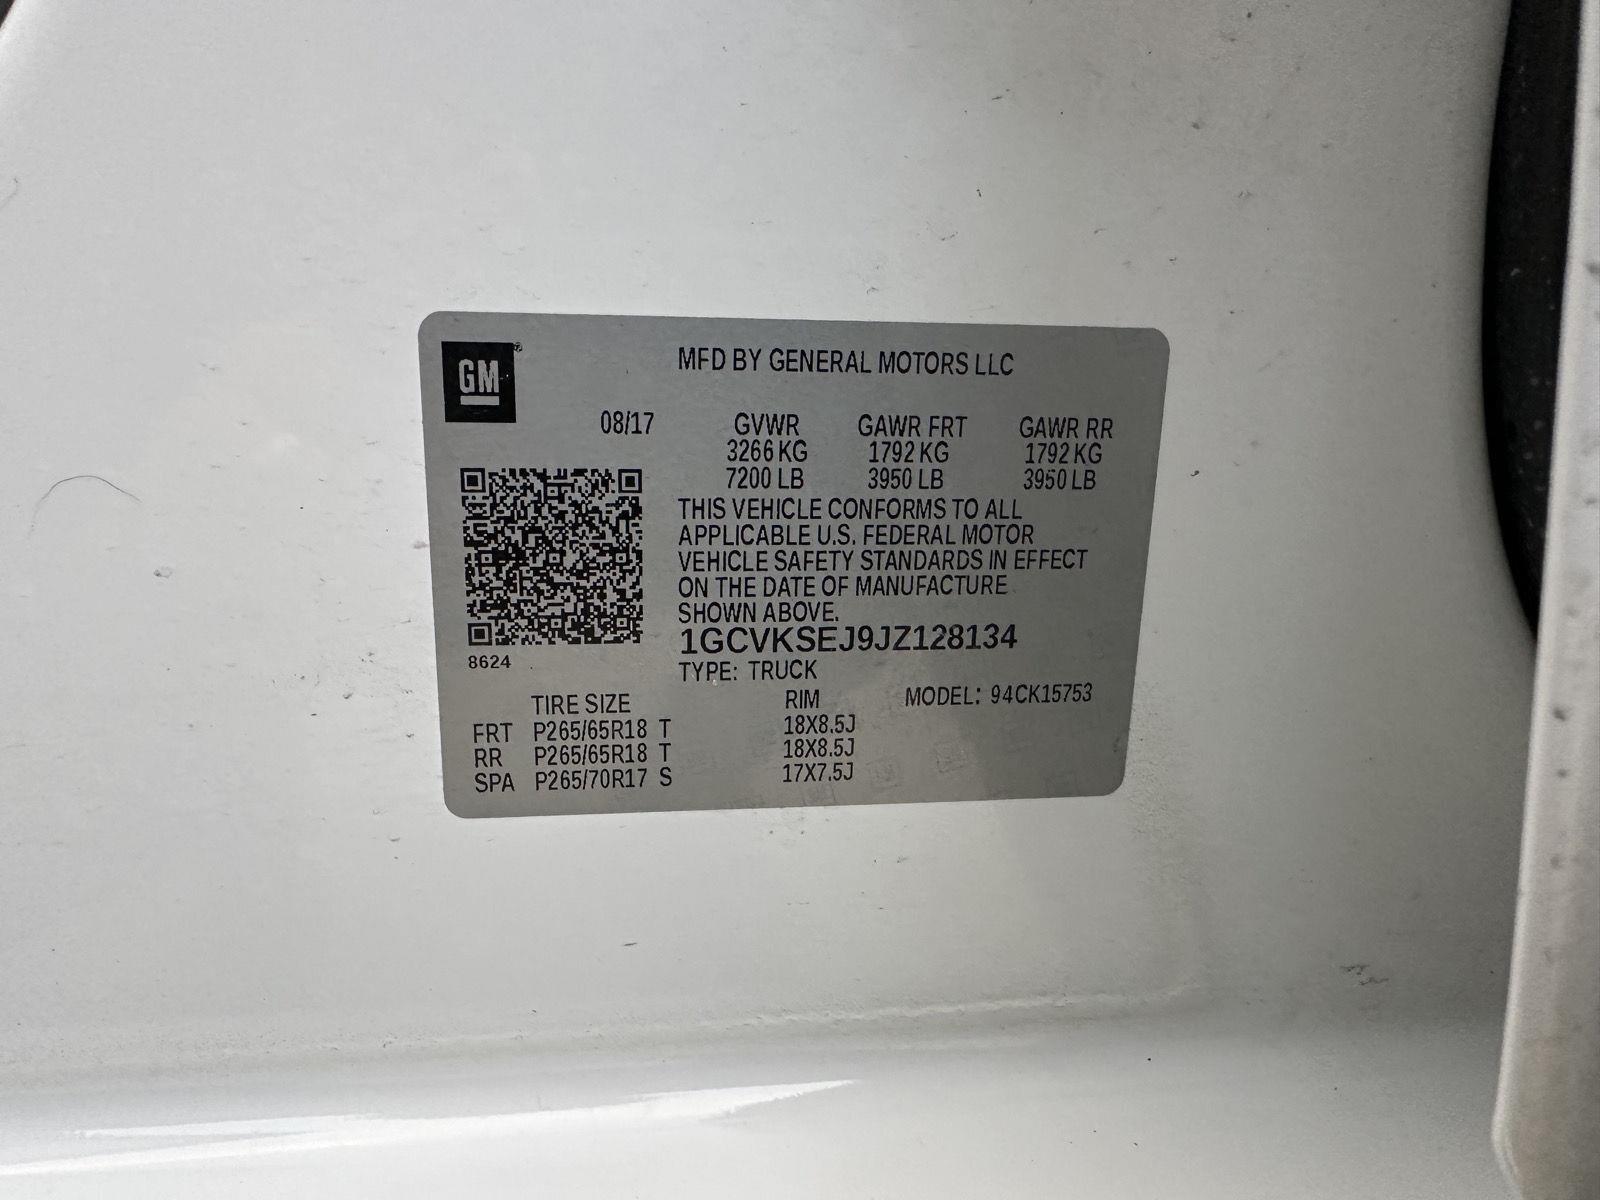 GM
MFD BY GENERAL MOTORS LLC
08/17 GVWR GAWR FRT GAWR RR
3266 KG 1792 KG 1792 KG
7200 LB 3950 LB 3950 LB
THIS VEHICLE CONFORMS TO ALL
APPLICABLE U.S. FEDERAL MOTOR
VEHICLE SAFETY STANDARDS IN EFFECT
ON THE DATE OF MANUFACTURE
SHOWN ABOVE.
1GCVKSEJ9JZ128134
8624
TYPE: TRUCK
TIRE SIZE RIM MODEL: 94CK15753
FRT P265/65R18 T 18X8.5J
RR P265/65R18 T 18X8.5J
SPA P265/70R17 S 17X7.5J